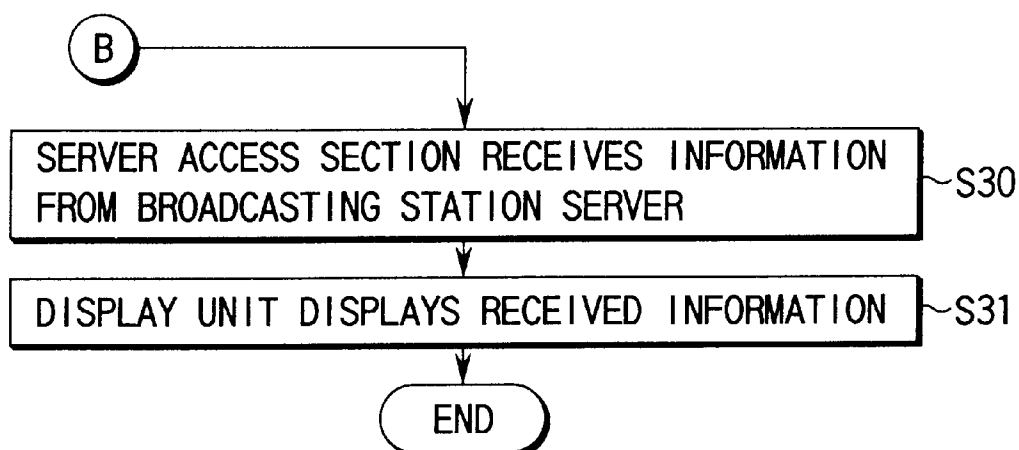 B
SERVER ACCESS SECTION RECEIVES INFORMATION
FROM BROADCASTING STATION SERVER
S30
DISPLAY UNIT DISPLAYS RECEIVED INFORMATION
S31
END